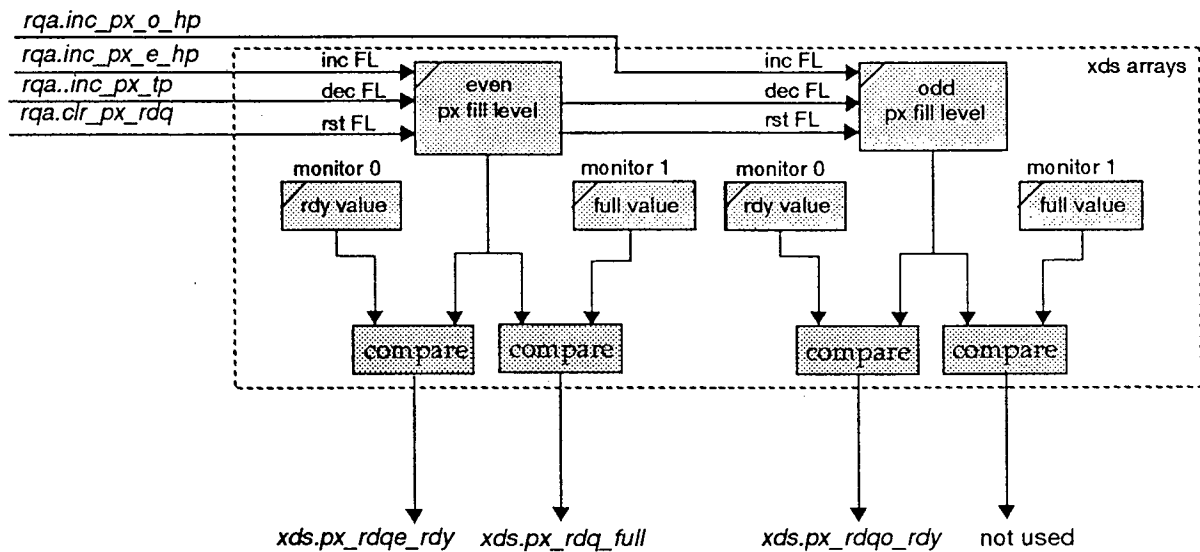 rqa.inc_px_o_hp
rqa.inc_px_e_hp
rqa..inc_px_tp
rqa.clr_px_rdq
xds arrays
inc FL
dec FL
rst FL
even
px fill level
inc FL
dec FL
rst FL
odd
px fill level
monitor 0
rdy value
monitor 1
full value
monitor 0
rdy value
monitor 1
full value
compare
compare
compare
compare
xds.px_rdqe_rdy
xds.px_rdq_full
xds.px_rdqo_rdy
not used